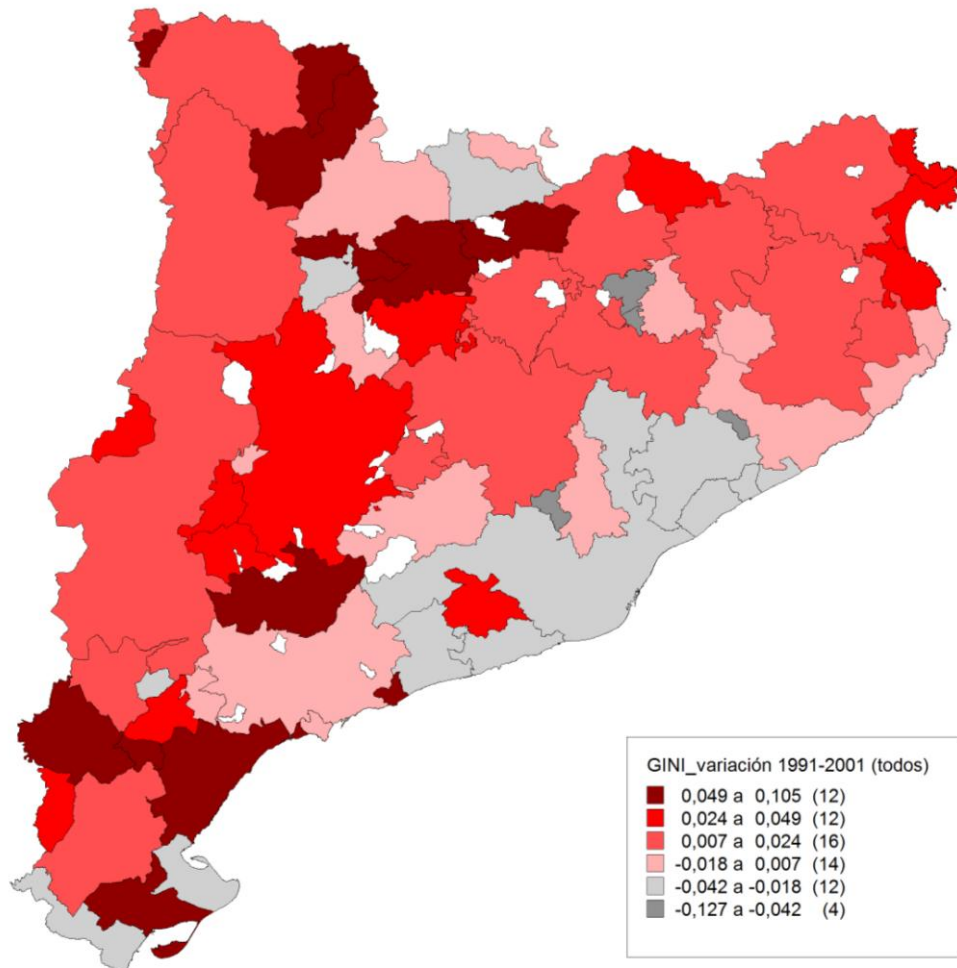 GINI_variación 1991-2001 (todos)
0,049 a 0,105 (12)
0,024 a 0,049 (12)
0,007 a 0,024 (16)
-0,018 a 0,007 (14)
-0,042 a -0,018 (12)
-0,127 a -0,042 (4)